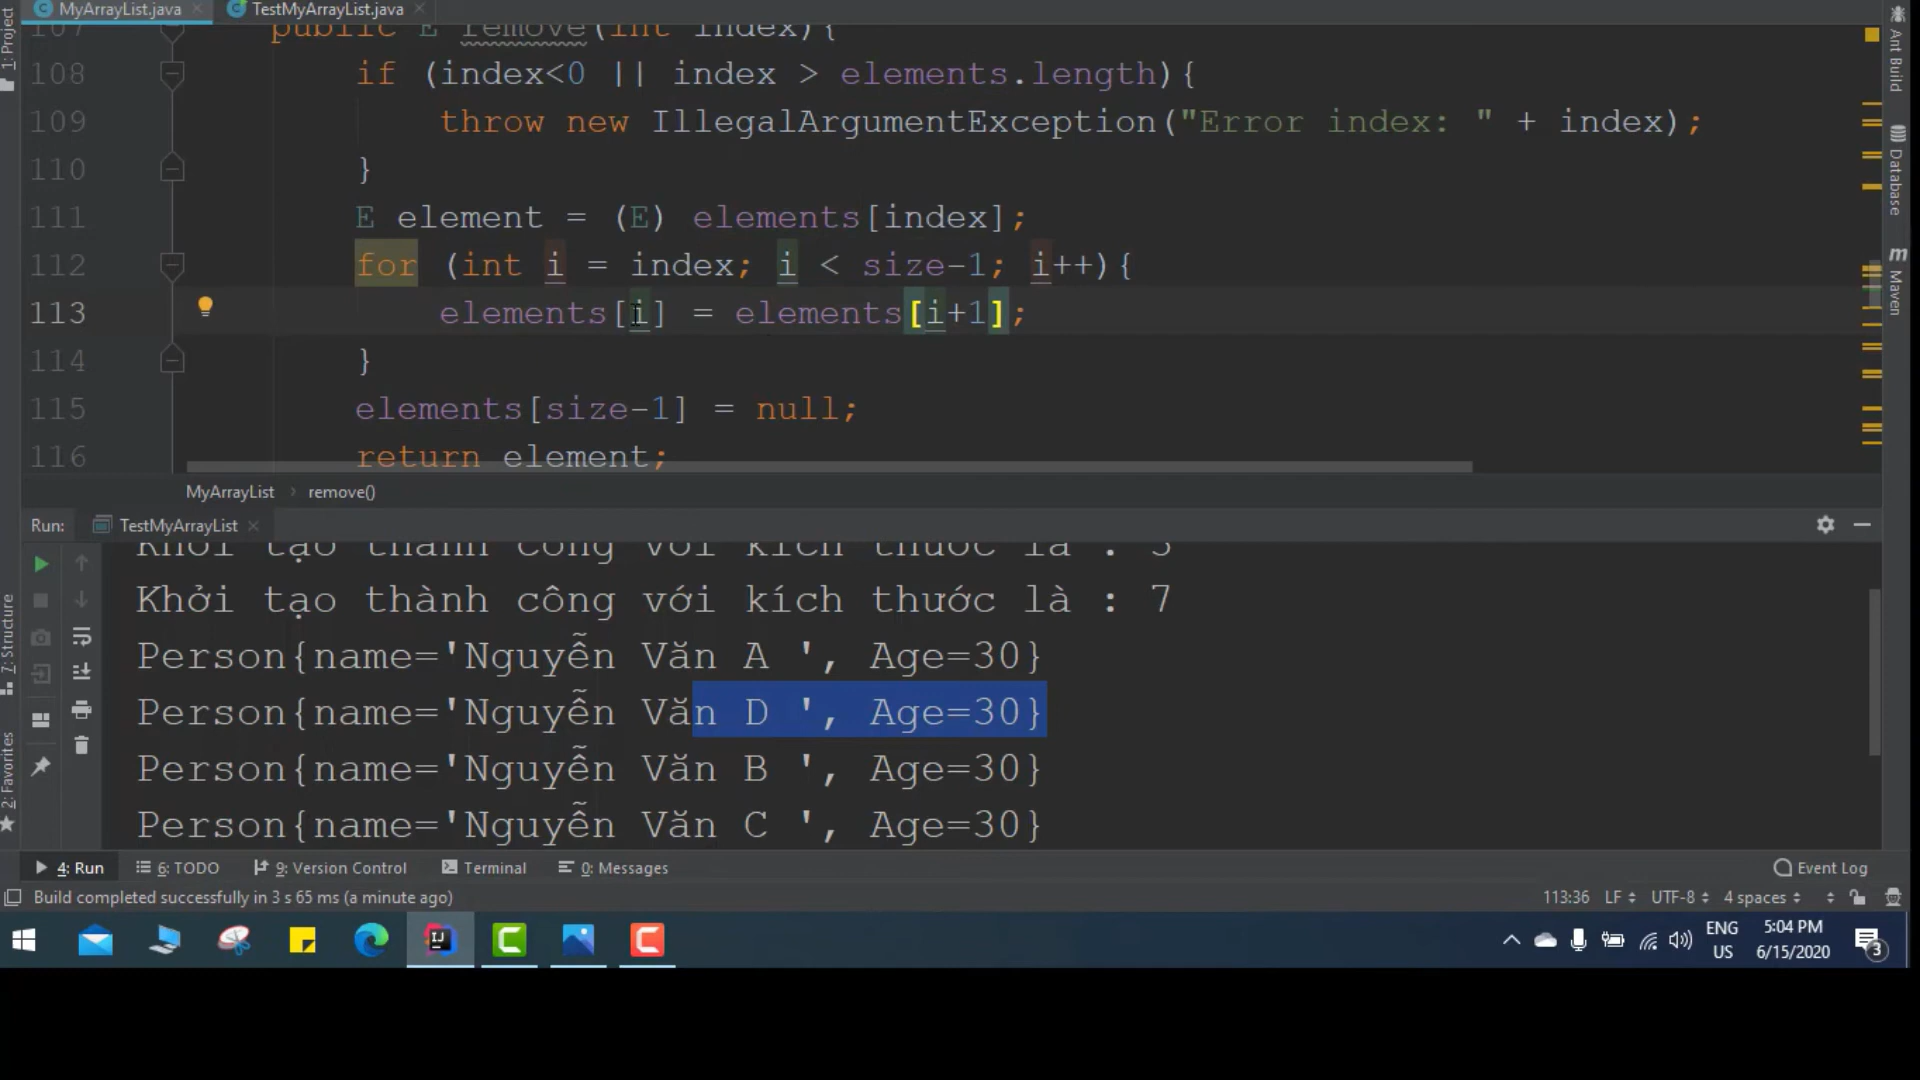 MyArrayList.java
TestMyArrayList.java
1: Project
107 public E remove(int index){
108 if (index<0 || index > elements.length){
109 throw new IllegalArgumentException("Error index: " + index);
110 }
111 E element = (E) elements[index];
112 for (int i = index; i < size-1; i++){
113 elements[i] = elements[i+1];
114 }
115 elements[size-1] = null;
116 return element;
MyArrayList > remove()
Ant Build
Database
Maven
Run: TestMyArrayList
Khởi tạo thành công với kích thước là : 5
Khởi tạo thành công với kích thước là : 7
Person{name='Nguyễn Văn A ', Age=30}
Person{name='Nguyễn Văn D ', Age=30}
Person{name='Nguyễn Văn B ', Age=30}
Person{name='Nguyễn Văn C ', Age=30}
7: Structure
2: Favorites
4: Run 6: TODO 9: Version Control Terminal 0: Messages Event Log
Build completed successfully in 3 s 65 ms (a minute ago) 113:36 LF UTF-8 4 spaces
ENG 5:04 PM
US 6/15/2020 3